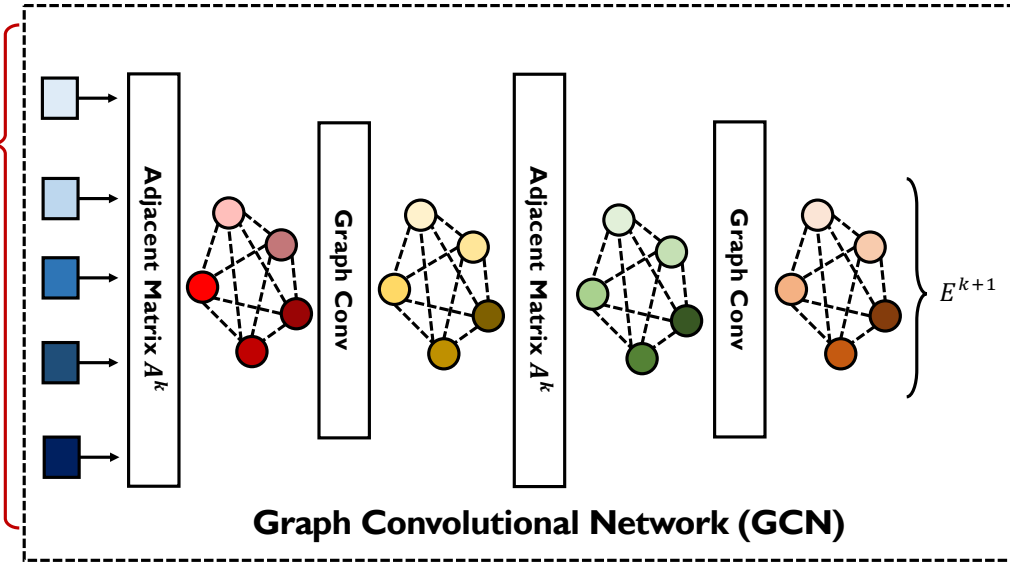 Adjacent Matrix A^k
Graph Conv
Adjacent Matrix A^k
Graph Conv
E^{k+1}
Graph Convolutional Network (GCN)